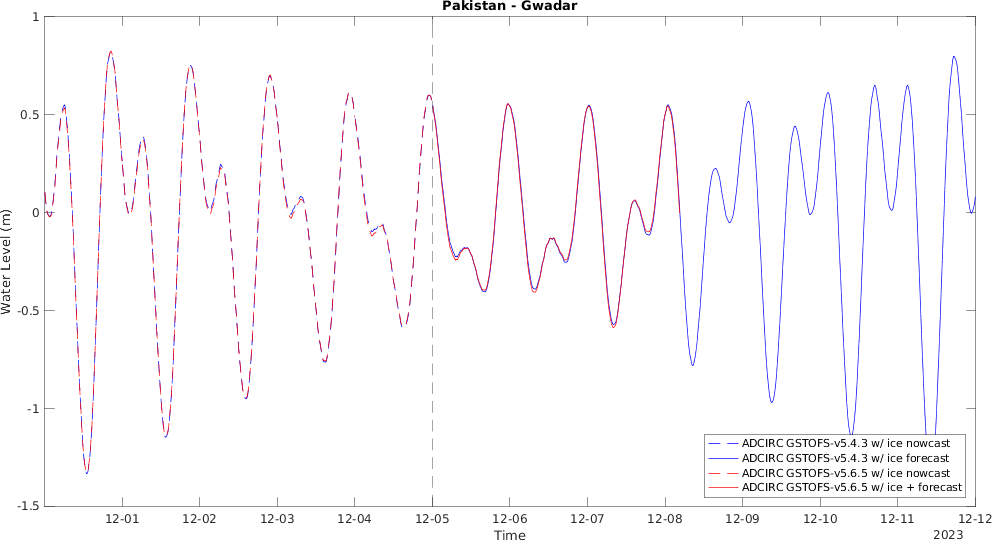 Pakistan - Gwadar
1
0.5
0
-0.5
-1
-1.5
Water Level (m)
12-01 12-02 12-03 12-04 12-05 12-06 12-07 12-08 12-09 12-10 12-11 12-12
Time
2023
ADCIRC GSTOFS-v5.4.3 w/ ice nowcast
ADCIRC GSTOFS-v5.4.3 w/ ice forecast
ADCIRC GSTOFS-v5.6.5 w/ ice nowcast
ADCIRC GSTOFS-v5.6.5 w/ ice + forecast